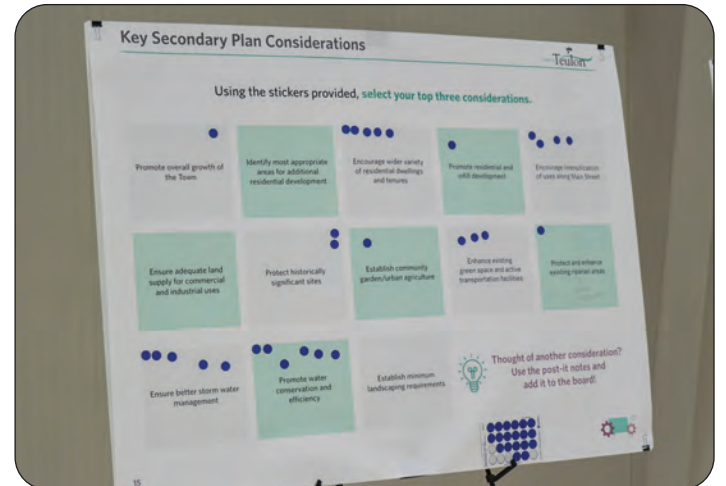 Key Secondary Plan Considerations
Teulon
Using the stickers provided, select your top three considerations.
Promote overall growth of
the Town
Identify most appropriate
areas for additional
residential development
Encourage wider variety
of residential dwellings
and tenures
Promote residential and
infill development
Encourage intensification
of uses along Main Street
Ensure adequate land
supply for commercial
and industrial uses
Protect historically
significant sites
Establish community
garden/urban agriculture
Enhance existing
green space and active
transportation facilities
Protect and enhance
existing riparian areas
Ensure better storm water
management
Promote water
conservation and
efficiency
Establish minimum
landscaping requirements
Thought of another consideration?
Use the post-it notes and
add it to the board!
15